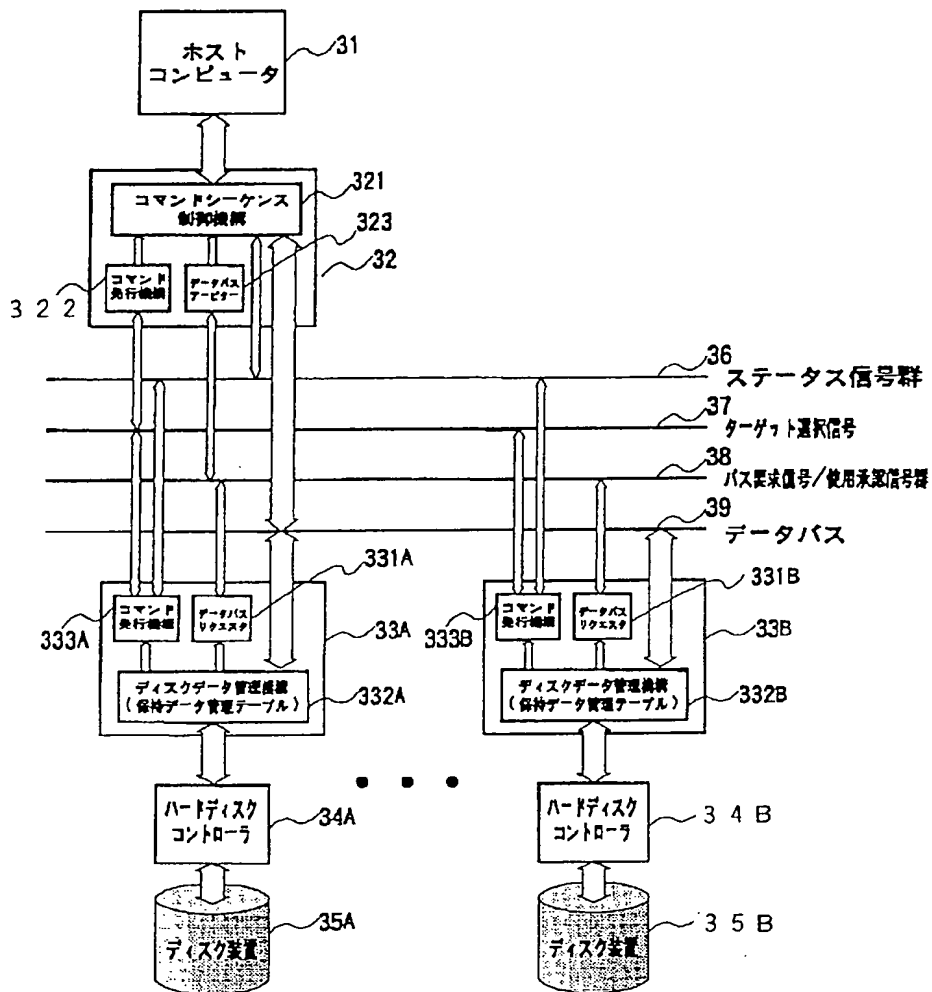 ホスト
コンピュータ
31
321
コマンドシーケンス
制御機構
323
32
コマンド
発行機構
データバス
アービター
322
36
ステータス信号群
37
ターゲット選択信号
38
バス要求信号/使用承認信号群
39
データバス
331A
331B
コマンド
発行機構
データバス
リクエスタ
333A
33A
コマンド
発行機構
データバス
リクエスタ
333B
33B
ディスクデータ管理機構
(保持データ管理テーブル)
332A
ディスクデータ管理機構
(保持データ管理テーブル)
332B
• • •
ハードディスク
コントローラ
34A
ハードディスク
コントローラ
34B
ディスク装置
35A
ディスク装置
35B